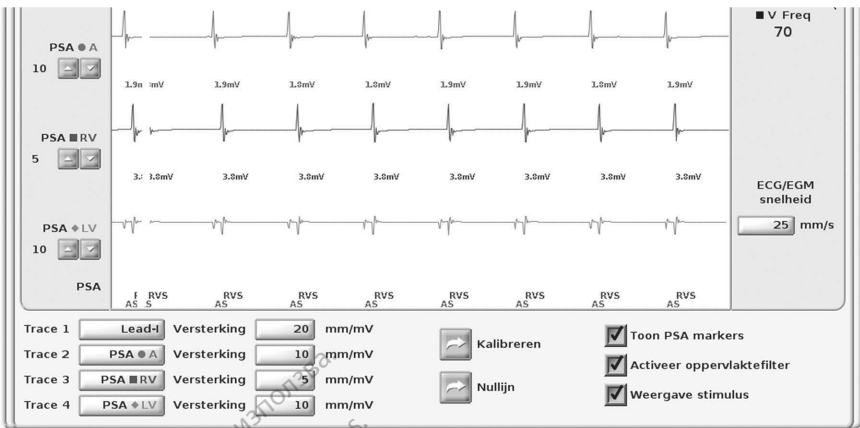 V Freq
70
PSA ● A
10
1.9m mV 1.9mV 1.8mV 1.8mV 1.9mV 1.9mV 1.8mV 1.9mV
PSA ■ RV
5
3.8mV 3.8mV 3.8mV 3.8mV 3.8mV 3.8mV 3.8mV
ECG/EGM
snelheid
25 mm/s
PSA ◆ LV
10
PSA
RVS RVS RVS RVS RVS RVS RVS RVS
AS S AS AS AS AS AS AS AS
Trace 1 Lead-I Versterking 20 mm/mV
Trace 2 PSA ● A Versterking 10 mm/mV
Trace 3 PSA ■ RV Versterking 5 mm/mV
Trace 4 PSA ◆ LV Versterking 10 mm/mV
Kalibreren
Nullijn
Toon PSA markers
Activeer oppervlaktefilter
Weergave stimulus
използва